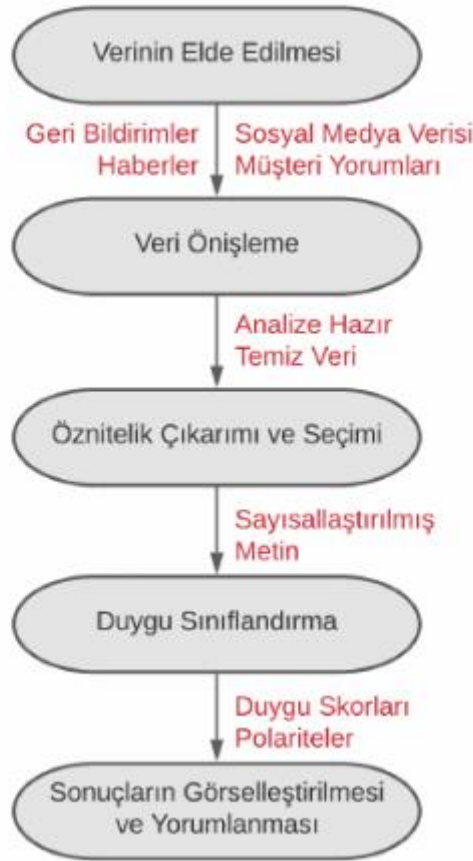 Verinin Elde Edilmesi
Geri Bildirimler
Haberler
Sosyal Medya Verisi
Müşteri Yorumları
Veri Önişleme
Analize Hazır
Temiz Veri
Öznitelik Çıkarımı ve Seçimi
Sayısallaştırılmış
Metin
Duygu Sınıflandırma
Duygu Skorları
Polariteler
Sonuçların Görselleştirilmesi
ve Yorumlanması